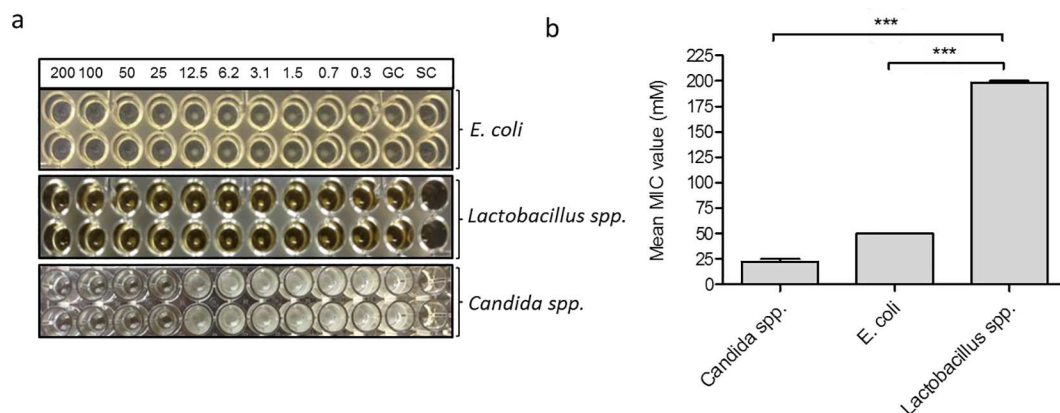 a
200 100 50 25 12.5 6.2 3.1 1.5 0.7 0.3 GC SC
E. coli
Lactobacillus spp.
Candida spp.
b
***
***
Mean MIC value (mM)
225
200
175
150
125
100
75
50
25
0
Candida spp.
E. coli
Lactobacillus spp.